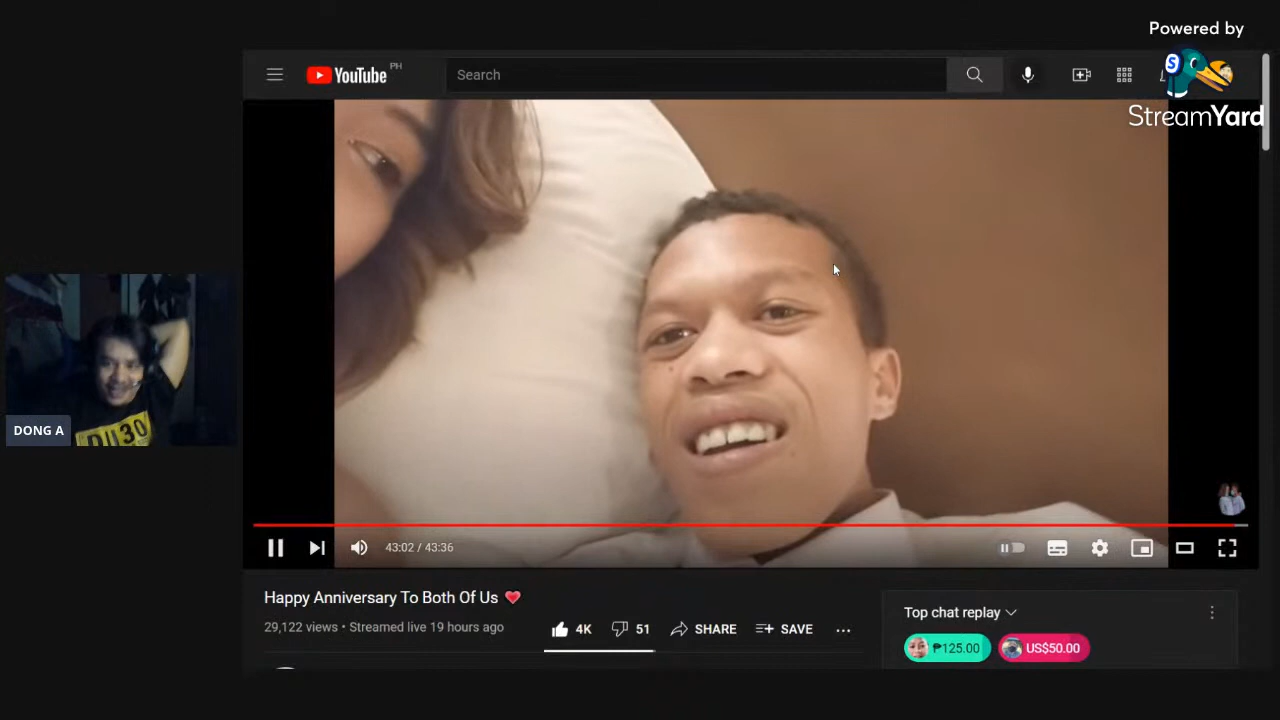 Powered by
StreamYard
YouTube PH
Search
DONG A
DU30
43:02 / 43:36
Happy Anniversary To Both Of Us
29,122 views • Streamed live 19 hours ago
4K
51
SHARE
SAVE
Top chat replay
₱125.00
US$50.00